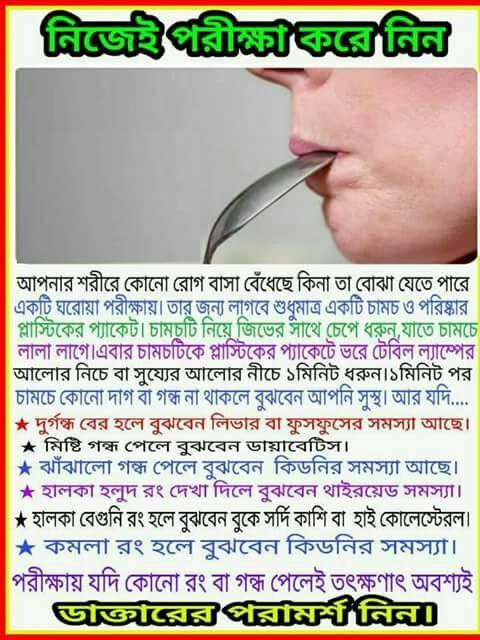 নিজেই পরীক্ষা করে নিন
আপনার শরীরে কোনো রোগ বাসা বেঁধেছে কিনা তা বোঝা যেতে পারে
একটি ঘরোয়া পরীক্ষায়। তার জন্য লাগবে শুধুমাত্র একটি চামচ ও পরিষ্কার
প্লাস্টিকের প্যাকেট। চামচটি নিয়ে জিভের সাথে চেপে ধরুন,যাতে চামচে
লালা লাগে।এবার চামচটিকে প্লাস্টিকের প্যাকেটে ভরে টেবিল ল্যাম্পের
আলোর নিচে বা সুয্যের আলোর নীচে ১মিনিট ধরুন।১মিনিট পর
চামচে কোনো দাগ বা গন্ধ না থাকলে বুঝবেন আপনি সুস্থ। আর যদি....
★ দুর্গন্ধ বের হলে বুঝবেন লিভার বা ফুসফুসের সমস্যা আছে।
★ মিষ্টি গন্ধ পেলে বুঝবেন ডায়াবেটিস।
★ ঝাঁঝালো গন্ধ পেলে বুঝবেন কিডনির সমস্যা আছে।
★ হালকা হলুদ রং দেখা দিলে বুঝবেন থাইরয়েড সমস্যা।
★ হালকা বেগুনি রং হলে বুঝবেন বুকে সর্দি কাশি বা হাই কোলেস্টেরল।
★ কমলা রং হলে বুঝবেন কিডনির সমস্যা।
পরীক্ষায় যদি কোনো রং বা গন্ধ পেলেই তৎক্ষণাৎ অবশ্যই
ডাক্তারের পরামর্শ নিন।